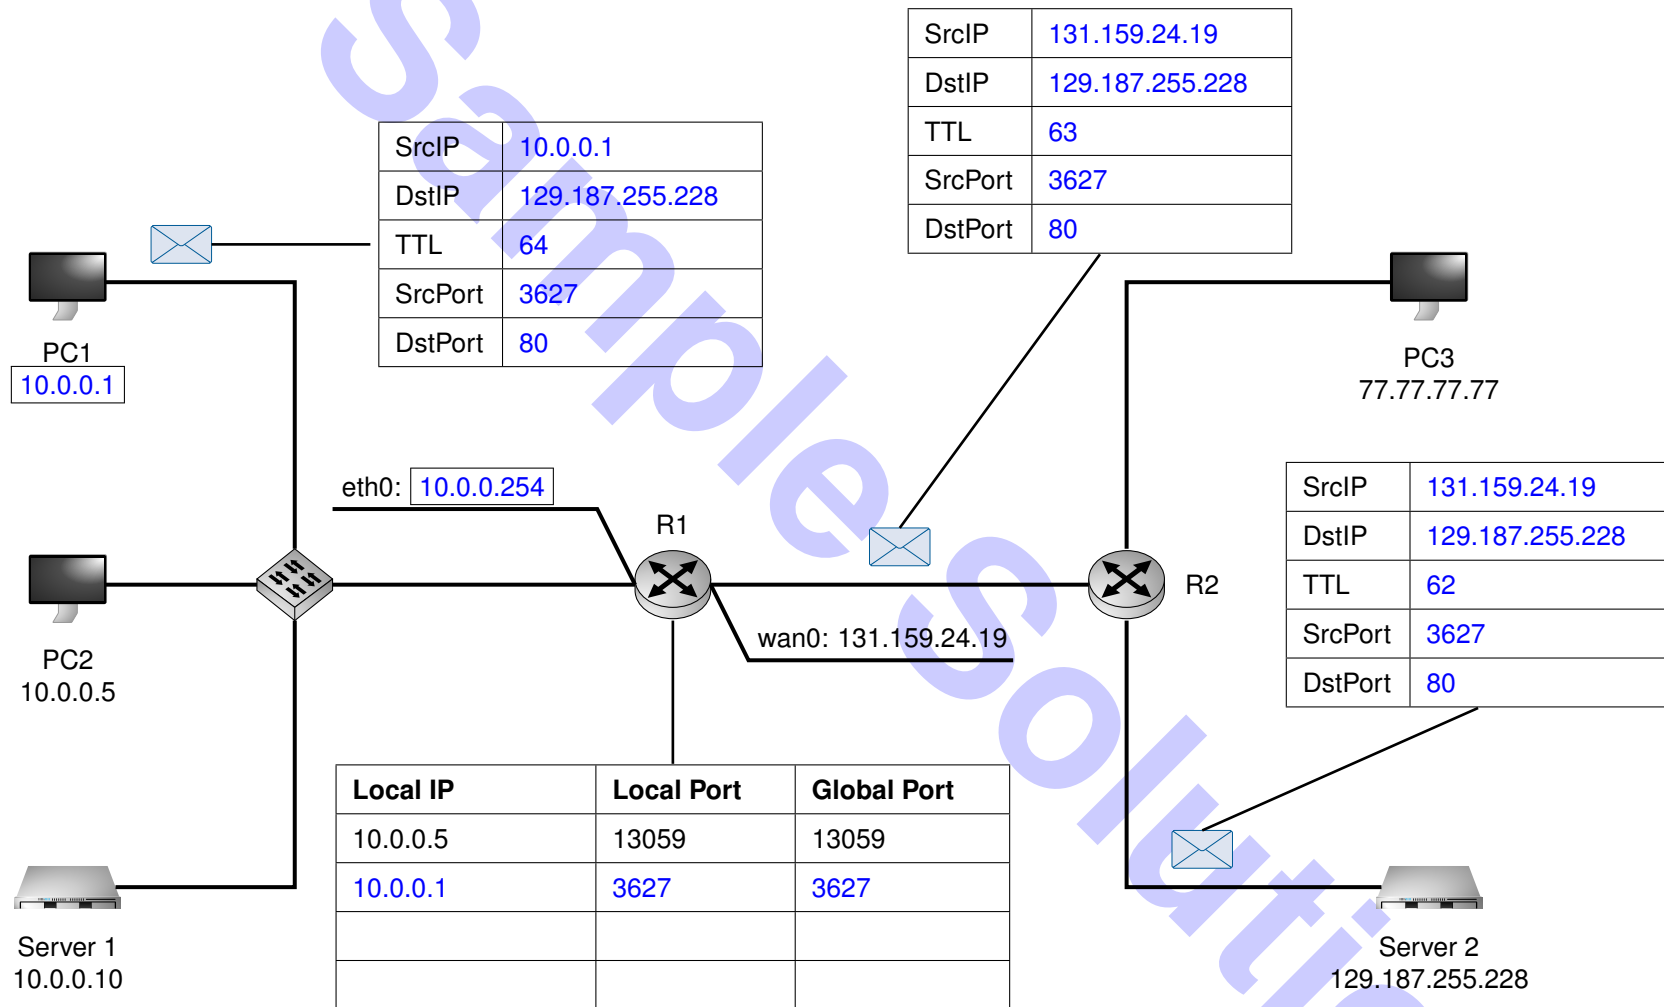 SrcIP 131.159.24.19
DstIP 129.187.255.228
TTL 63
SrcPort 3627
DstPort 80
SrcIP 10.0.0.1
DstIP 129.187.255.228
TTL 64
SrcPort 3627
DstPort 80
PC1
10.0.0.1
PC3
77.77.77.77
eth0: 10.0.0.254
R1
SrcIP 131.159.24.19
DstIP 129.187.255.228
TTL 62
SrcPort 3627
DstPort 80
R2
wan0: 131.159.24.19
PC2
10.0.0.5
Local IP Local Port Global Port
10.0.0.5 13059 13059
10.0.0.1 3627 3627
Server 1
10.0.0.10
Server 2
129.187.255.228
Sample Solutio